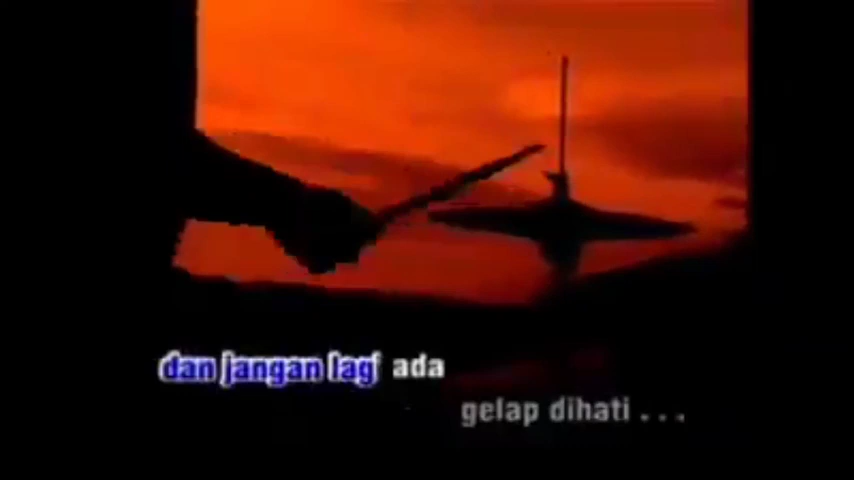 dan jangan lagi ada
gelap dihati . . .